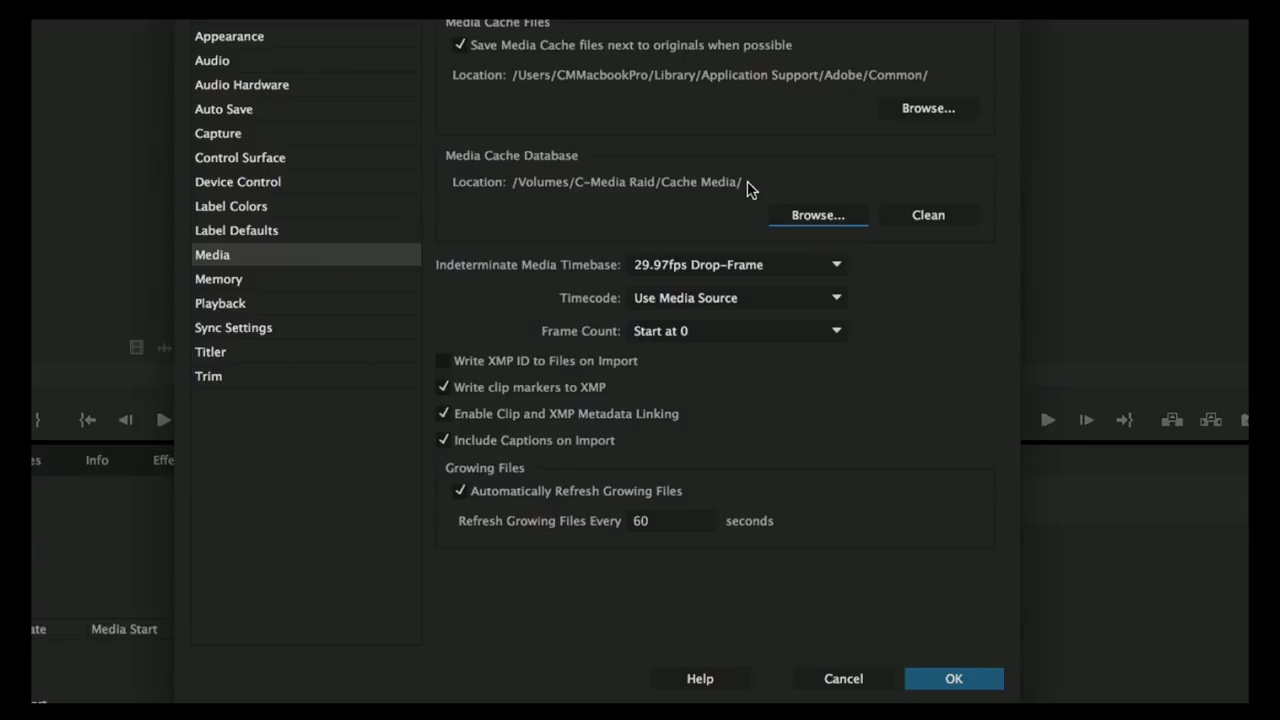 Media Cache Files
Appearance
Save Media Cache files next to originals when possible
Audio
Location: /Users/CMMacbookPro/Library/Application Support/Adobe/Common/
Audio Hardware
Browse...
Auto Save
Capture
Media Cache Database
Control Surface
Location: /Volumes/C-Media Raid/Cache Media/
Device Control
Label Colors
Browse... Clean
Label Defaults
Media
Indeterminate Media Timebase: 29.97fps Drop-Frame
Memory
Timecode: Use Media Source
Playback
Sync Settings
Frame Count: Start at 0
Titler
Write XMP ID to Files on Import
Trim
Write clip markers to XMP
Enable Clip and XMP Metadata Linking
Include Captions on Import
es Info Effe
Growing Files
Automatically Refresh Growing Files
Refresh Growing Files Every 60 seconds
ate Media Start
Help Cancel OK